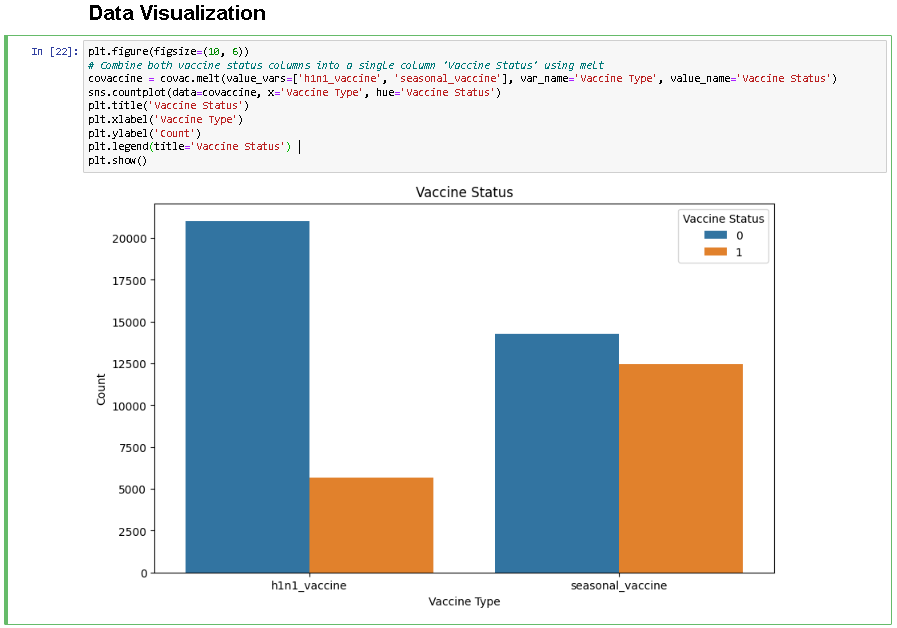 Data Visualization
In [22]: plt.figure(figsize=(10, 6))
# Combine both vaccine status columns into a single column 'Vaccine Status' using melt
covaccine = covac.melt(value_vars=['h1n1_vaccine', 'seasonal_vaccine'], var_name='Vaccine Type', value_name='Vaccine Status')
sns.countplot(data=covaccine, x='Vaccine Type', hue='Vaccine Status')
plt.title('Vaccine Status')
plt.xlabel('Vaccine Type')
plt.ylabel('Count')
plt.legend(title='Vaccine Status')
plt.show()
Vaccine Status
Vaccine Status
0
1
20000
17500
15000
12500
10000
7500
5000
2500
0
Count
h1n1_vaccine seasonal_vaccine
Vaccine Type